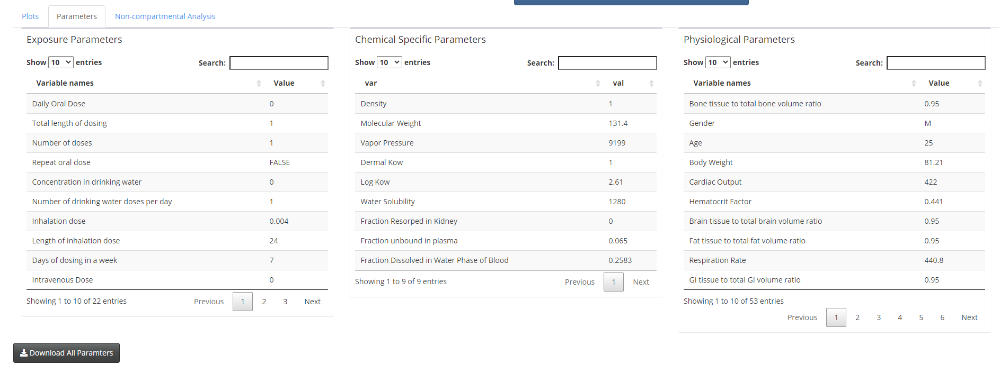 Plots Parameters Non-compartmental Analysis
Exposure Parameters
Show 10 entries Search:
Variable names Value
Daily Oral Dose 0
Total length of dosing 1
Number of doses 1
Repeat oral dose FALSE
Concentration in drinking water 0
Number of drinking water doses per day 1
Inhalation dose 0.004
Length of inhalation dose 24
Days of dosing in a week 7
Intravenous Dose 0
Showing 1 to 10 of 22 entries Previous 1 2 3 Next
Chemical Specific Parameters
Show 10 entries Search:
var val
Density 1
Molecular Weight 131.4
Vapor Pressure 9199
Dermal Kow 1
Log Kow 2.61
Water Solubility 1280
Fraction Resorped in Kidney 0
Fraction unbound in plasma 0.065
Fraction Dissolved in Water Phase of Blood 0.2583
Showing 1 to 9 of 9 entries Previous 1 Next
Physiological Parameters
Show 10 entries Search:
Variable names Value
Bone tissue to total bone volume ratio 0.95
Gender M
Age 25
Body Weight 81.21
Cardiac Output 422
Hematocrit Factor 0.441
Brain tissue to total brain volume ratio 0.95
Fat tissue to total fat volume ratio 0.95
Respiration Rate 440.8
GI tissue to total GI volume ratio 0.95
Showing 1 to 10 of 53 entries
Previous 1 2 3 4 5 6 Next
Download All Paramters